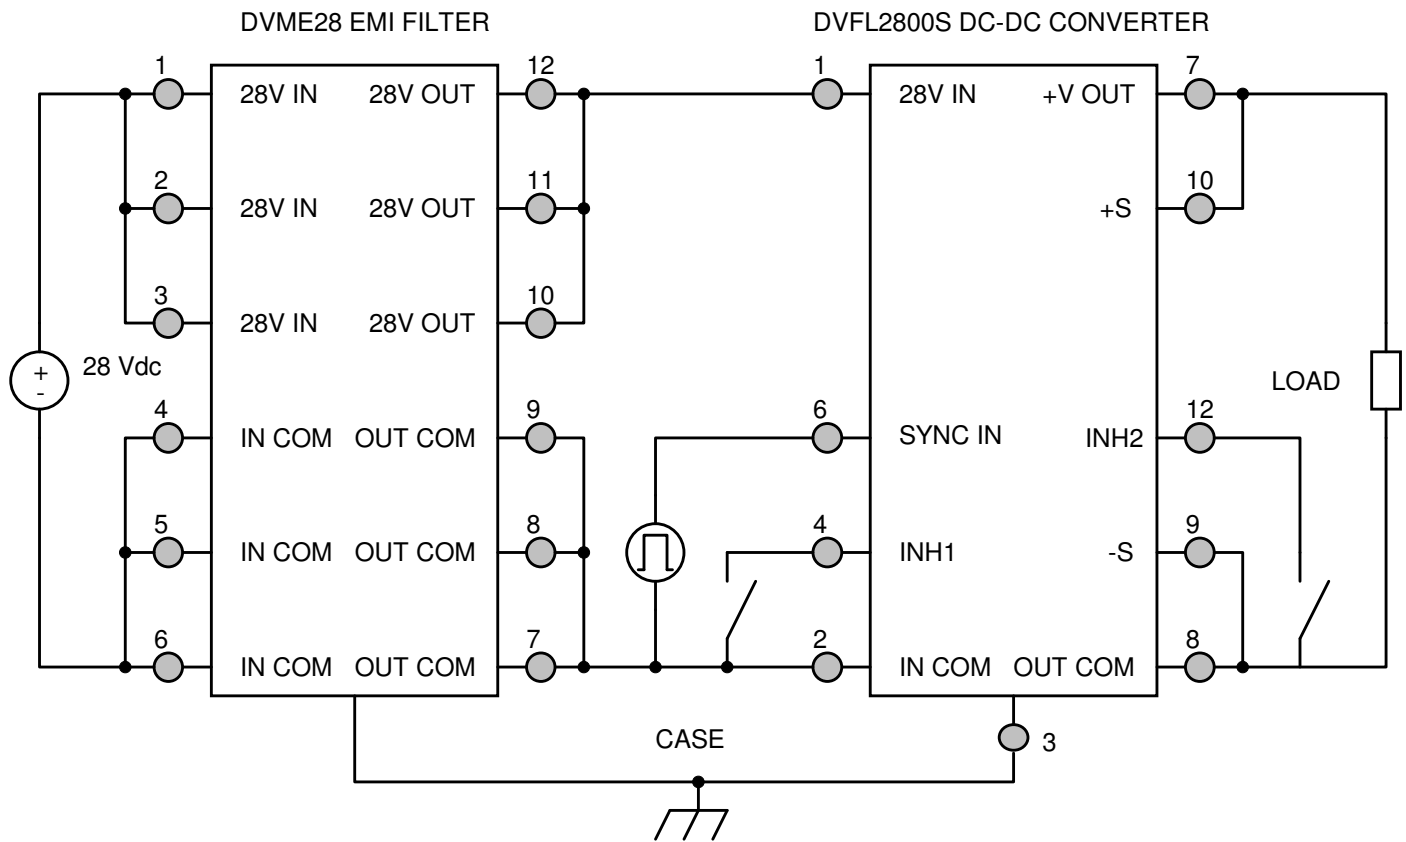 DVME28 EMI FILTER
DVFL2800S DC-DC CONVERTER
1
28V IN
28V OUT
12
1
28V IN
+V OUT
7
2
28V IN
28V OUT
11
+S
10
3
28V IN
28V OUT
10
+
-
28 Vdc
LOAD
4
IN COM
OUT COM
9
6
SYNC IN
INH2
12
5
IN COM
OUT COM
8
4
INH1
-S
9
6
IN COM
OUT COM
7
2
IN COM
OUT COM
8
CASE
3